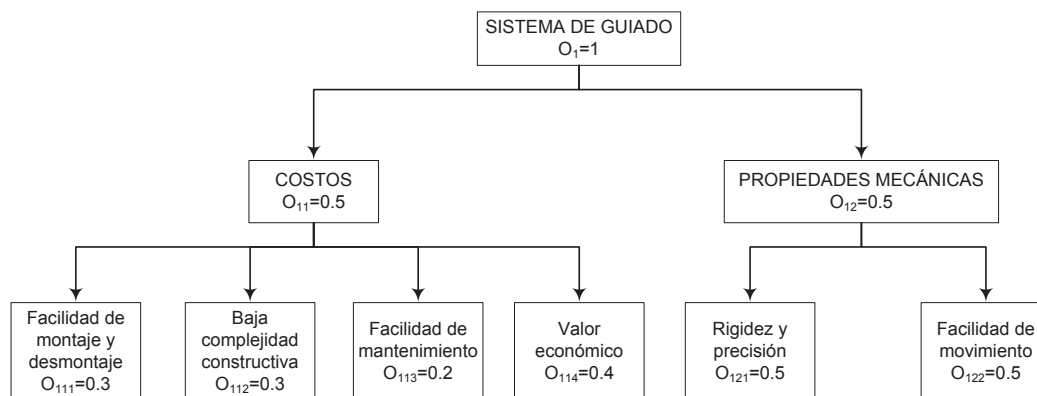 SISTEMA DE GUIADO
O₁=1
COSTOS
O₁₁=0.5
PROPIEDADES MECÁNICAS
O₁₂=0.5
Facilidad de
montaje y
desmontaje
O₁₁₁=0.3
Baja
complejidad
constructiva
O₁₁₂=0.3
Facilidad de
mantenimiento
O₁₁₃=0.2
Valor
económico
O₁₁₄=0.4
Rigidez y
precisión
O₁₂₁=0.5
Facilidad de
movimiento
O₁₂₂=0.5